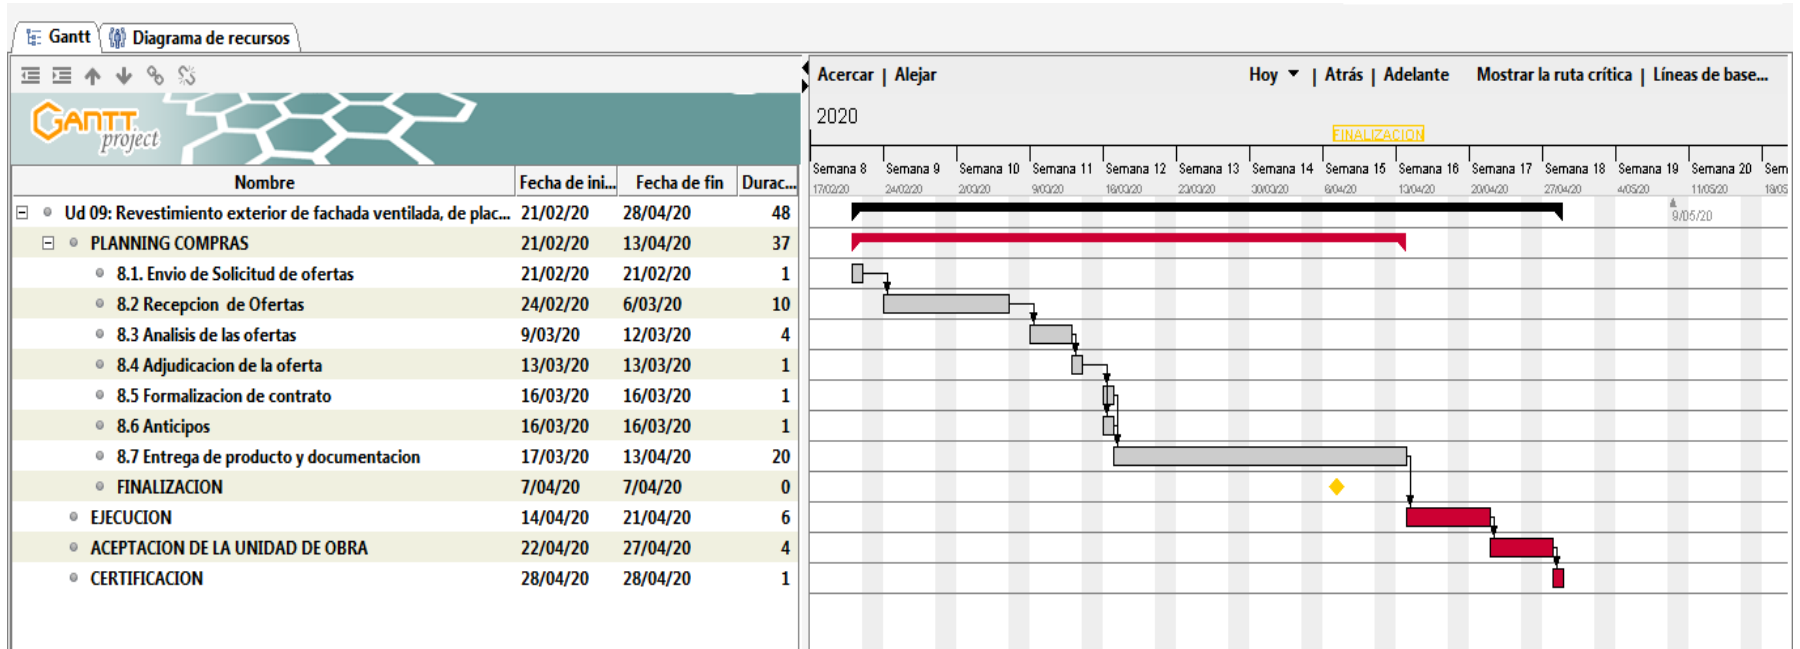 Gantt Diagrama de recursos
Acercar | Alejar Hoy | Atrás | Adelante Mostrar la ruta crítica | Líneas de base...
GANTT project
2020
FINALIZACION
Semana 8 Semana 9 Semana 10 Semana 11 Semana 12 Semana 13 Semana 14 Semana 15 Semana 16 Semana 17 Semana 18 Semana 19 Semana 20 Sem
17/02/20 24/02/20 2/03/20 9/03/20 16/03/20 23/03/20 30/03/20 6/04/20 13/04/20 20/04/20 27/04/20 4/05/20 11/05/20 18/05
Nombre Fecha de ini... Fecha de fin Durac...
Ud 09: Revestimiento exterior de fachada ventilada, de plac... 21/02/20 28/04/20 48
9/05/20
PLANNING COMPRAS 21/02/20 13/04/20 37
8.1. Envio de Solicitud de ofertas 21/02/20 21/02/20 1
8.2 Recepcion de Ofertas 24/02/20 6/03/20 10
8.3 Analisis de las ofertas 9/03/20 12/03/20 4
8.4 Adjudicacion de la oferta 13/03/20 13/03/20 1
8.5 Formalizacion de contrato 16/03/20 16/03/20 1
8.6 Anticipos 16/03/20 16/03/20 1
8.7 Entrega de producto y documentacion 17/03/20 13/04/20 20
FINALIZACION 7/04/20 7/04/20 0
EJECUCION 14/04/20 21/04/20 6
ACEPTACION DE LA UNIDAD DE OBRA 22/04/20 27/04/20 4
CERTIFICACION 28/04/20 28/04/20 1